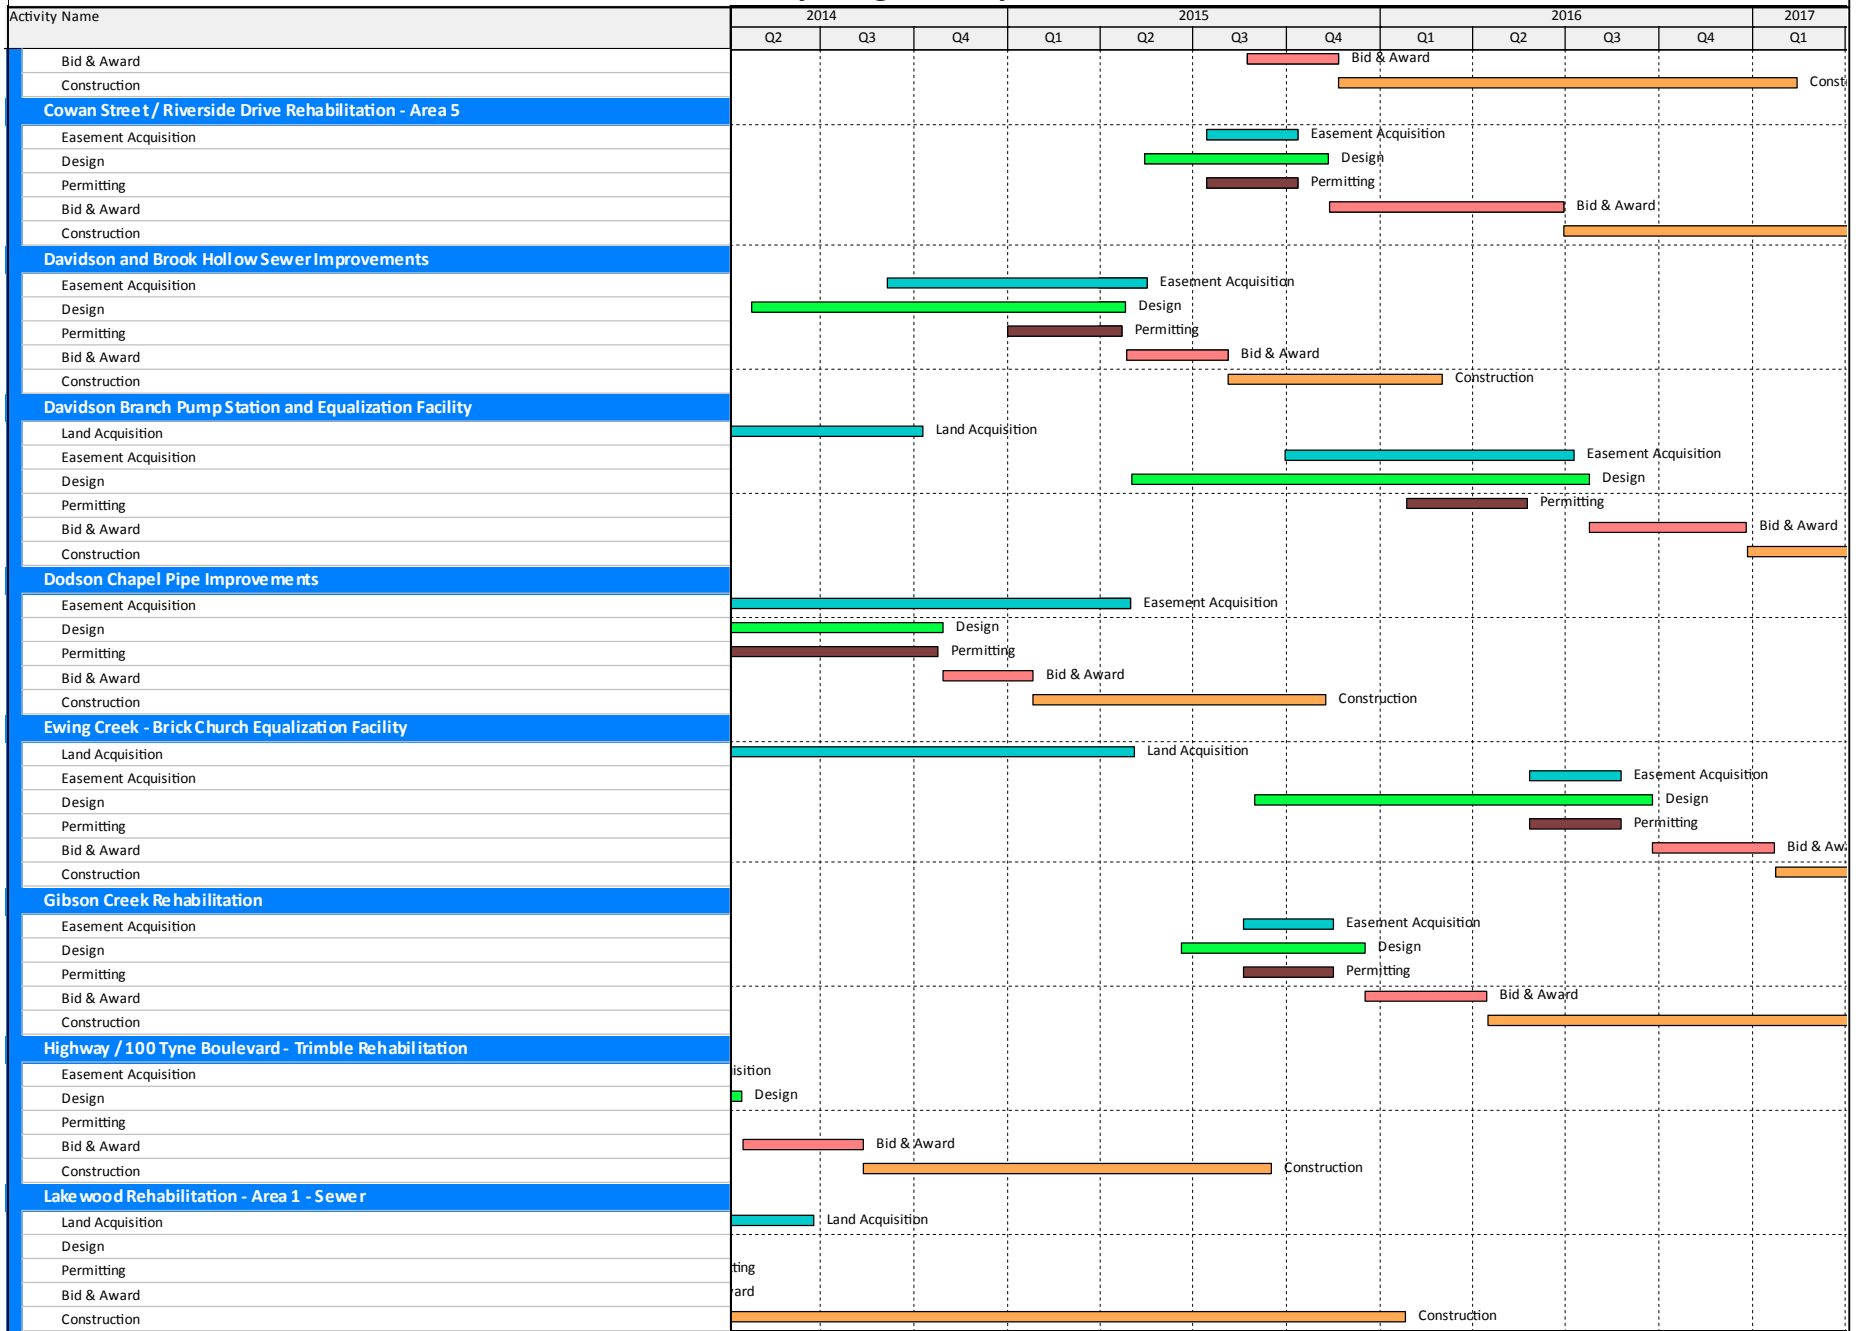 Activity Name
2014 2015 2016 2017
Q2 Q3 Q4 Q1 Q2 Q3 Q4 Q1 Q2 Q3 Q4 Q1
Bid & Award Bid & Award
Construction Const
Cowan Street / Riverside Drive Rehabilitation - Area 5
Easement Acquisition Easement Acquisition
Design Design
Permitting Permitting
Bid & Award Bid & Award
Construction
Davidson and Brook Hollow Sewer Improvements
Easement Acquisition Easement Acquisition
Design Design
Permitting Permitting
Bid & Award Bid & Award
Construction Construction
Davidson Branch Pump Station and Equalization Facility
Land Acquisition Land Acquisition
Easement Acquisition Easement Acquisition
Design Design
Permitting Permitting
Bid & Award Bid & Award
Construction
Dodson Chapel Pipe Improvements
Easement Acquisition Easement Acquisition
Design Design
Permitting Permitting
Bid & Award Bid & Award
Construction Construction
Ewing Creek - Brick Church Equalization Facility
Land Acquisition Land Acquisition
Easement Acquisition Easement Acquisition
Design Design
Permitting Permitting
Bid & Award Bid & Aw
Construction
Gibson Creek Rehabilitation
Easement Acquisition Easement Acquisition
Design Design
Permitting Permitting
Bid & Award Bid & Award
Construction
Highway / 100 Tyne Boulevard - Trimble Rehabilitation
Easement Acquisition isition
Design Design
Permitting
Bid & Award Bid & Award
Construction Construction
Lakewood Rehabilitation - Area 1 - Sewer
Land Acquisition Land Acquisition
Design
Permitting ting
Bid & Award ard
Construction Construction